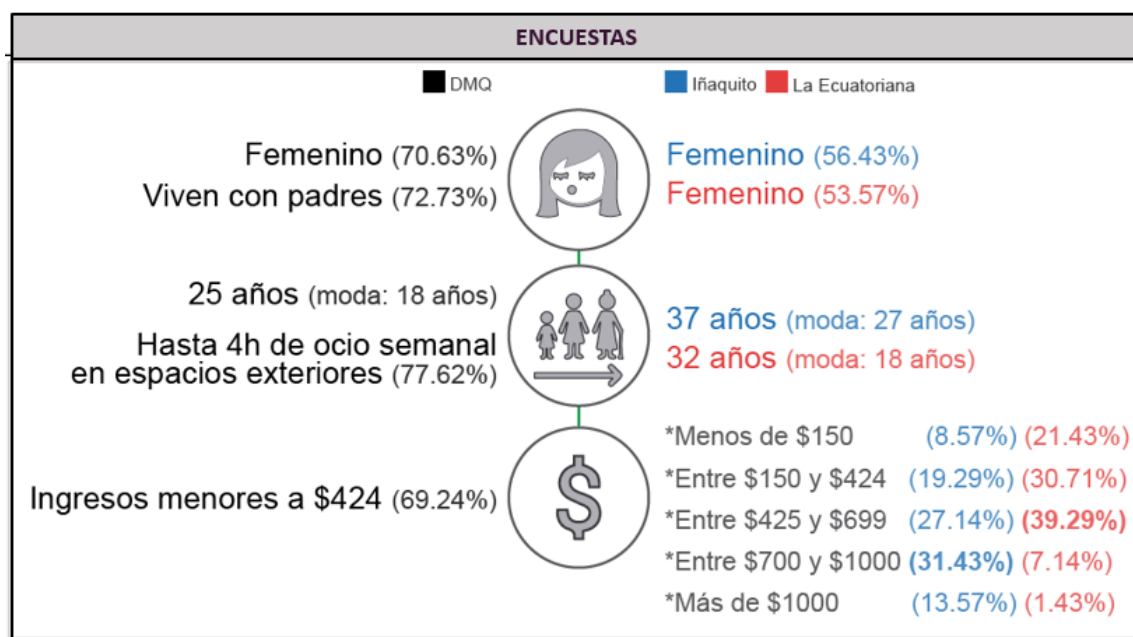 ENCUESTAS
DMQ
Iñaquito La Ecuatoriana
Femenino (70.63%)
Viven con padres (72.73%)
Femenino (56.43%)
Femenino (53.57%)
25 años (moda: 18 años)
Hasta 4h de ocio semanal
en espacios exteriores (77.62%)
37 años (moda: 27 años)
32 años (moda: 18 años)
Ingresos menores a $424 (69.24%)
$
*Menos de $150 (8.57%) (21.43%)
*Entre $150 y $424 (19.29%) (30.71%)
*Entre $425 y $699 (27.14%) (39.29%)
*Entre $700 y $1000 (31.43%) (7.14%)
*Más de $1000 (13.57%) (1.43%)